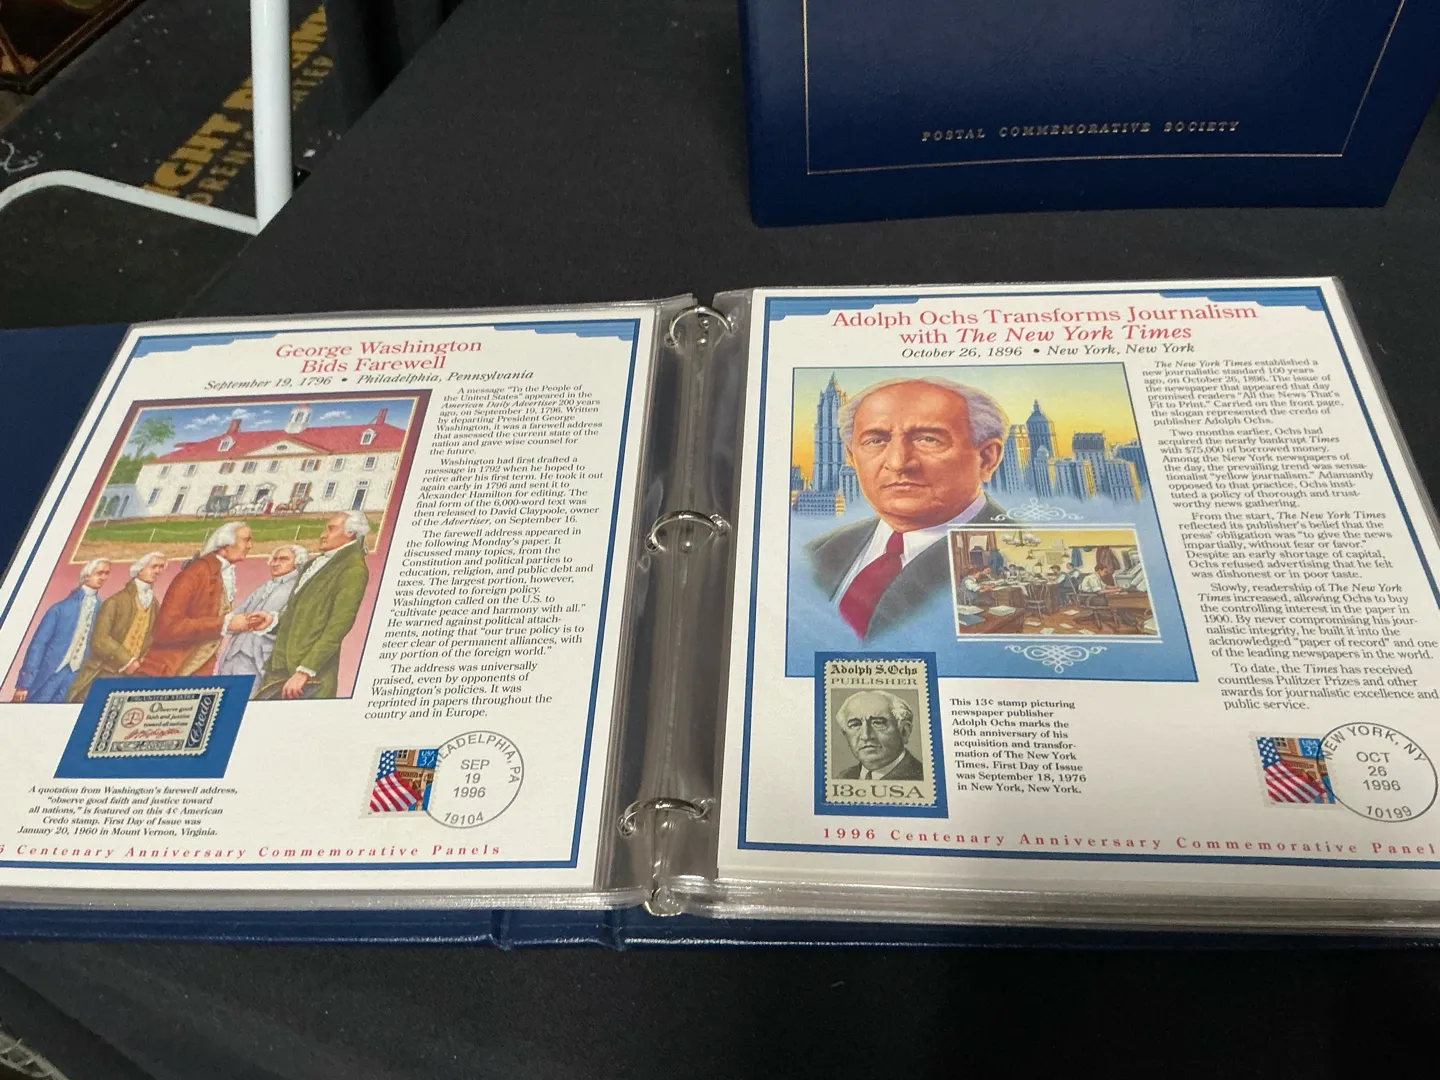 POSTAL COMMEMORATIVE SOCIETY
George Washington
Bids Farewell
September 19, 1796 • Philadelphia, Pennsylvania
A message "To the People of
the United States" appeared in the
American Daily Advertiser 200 years
ago, on September 19, 1796. Written
by departing President George
Washington, it was a farewell address
that assessed the current state of the
nation and gave wise counsel for
the future.
Washington had first drafted a
message in 1792 when he hoped to
retire after his first term. He took it out
again early in 1796 and sent it to
Alexander Hamilton for editing. The
final form of the 6,000-word text was
then released to David Claypoole, owner
of the Advertiser, on September 16.
The farewell address appeared in
the following Monday's paper. It
discussed many topics, from the
Constitution and political parties to
education, religion, and public debt and
taxes. The largest portion, however,
was devoted to foreign policy.
Washington called on the U.S. to
"cultivate peace and harmony with all."
He warned against political attach-
ments, noting that "our true policy is to
steer clear of permanent alliances, with
any portion of the foreign world."
The address was universally
praised, even by opponents of
Washington's policies. It was
reprinted in papers throughout the
country and in Europe.
Observe good
faith and justice
toward all nations
Credo
A quotation from Washington's farewell address,
"observe good faith and justice toward
all nations," is featured on this 4¢ American
Credo stamp. First Day of Issue was
January 20, 1960 in Mount Vernon, Virginia.
USA
32
ADELPHIA, PA
SEP
19
1996
19104
6 Centenary Anniversary Commemorative Panels
Adolph Ochs Transforms Journalism
with The New York Times
October 26, 1896 • New York, New York
The New York Times established a
new journalistic standard 100 years
ago, on October 26, 1896. The issue of
the newspaper that appeared that day
promised readers "All the News That's
Fit to Print." Carried on the front page,
the slogan represented the credo of
publisher Adolph Ochs.
Two months earlier, Ochs had
acquired the nearly bankrupt Times
with $75,000 of borrowed money.
Among the New York newspapers of
the day, the prevailing trend was sensa-
tionalist "yellow journalism." Adamantly
opposed to that practice, Ochs insti-
tuted a policy of thorough and trust-
worthy news gathering.
From the start, The New York Times
reflected its publisher's belief that the
press' obligation was "to give the news
impartially, without fear or favor."
Despite an early shortage of capital,
Ochs refused advertising that he felt
was dishonest or in poor taste.
Slowly, readership of The New York
Times increased, allowing Ochs to buy
the controlling interest in the paper in
1900. By never compromising his jour-
nalistic integrity, he built it into the
acknowledged "paper of record" and one
of the leading newspapers in the world.
To date, the Times has received
countless Pulitzer Prizes and other
awards for journalistic excellence and
public service.
Adolph S. Ochs
PUBLISHER
13c USA
This 13¢ stamp picturing
newspaper publisher
Adolph Ochs marks the
80th anniversary of his
acquisition and transfor-
mation of The New York
Times. First Day of Issue
was September 18, 1976
in New York, New York.
USA
32
NEW YORK, NY
OCT
26
1996
10199
1996 Centenary Anniversary Commemorative Panel